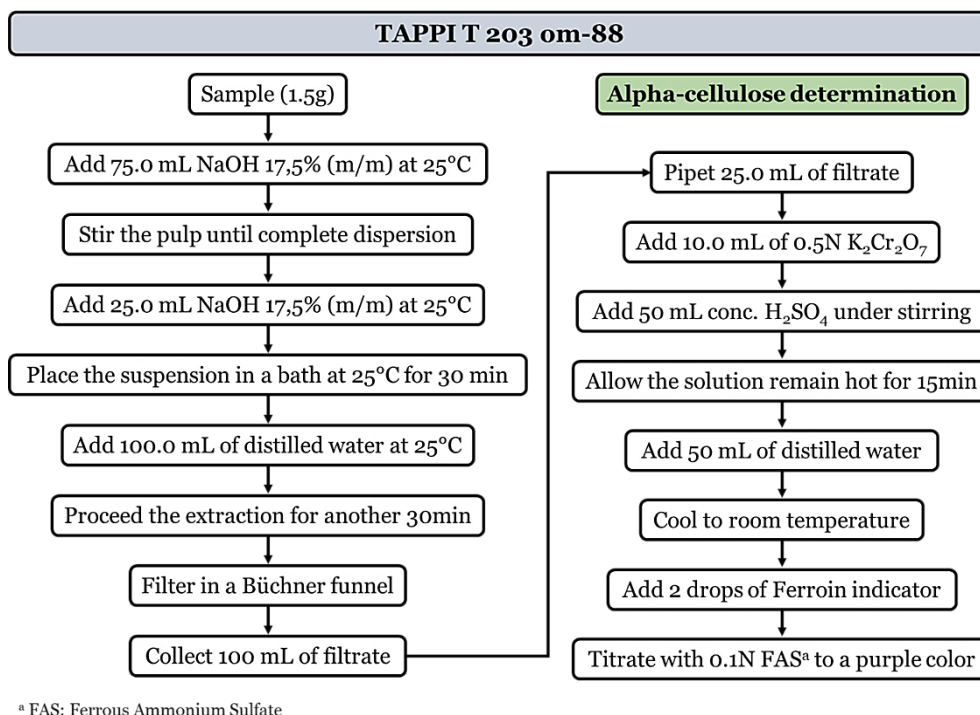 TAPPI T 203 om-88
Sample (1.5g)
Add 75.0 mL NaOH 17,5% (m/m) at 25°C
Stir the pulp until complete dispersion
Add 25.0 mL NaOH 17,5% (m/m) at 25°C
Place the suspension in a bath at 25°C for 30 min
Add 100.0 mL of distilled water at 25°C
Proceed the extraction for another 30min
Filter in a Büchner funnel
Collect 100 mL of filtrate
Alpha-cellulose determination
Pipet 25.0 mL of filtrate
Add 10.0 mL of 0.5N K₂Cr₂O₇
Add 50 mL conc. H₂SO₄ under stirring
Allow the solution remain hot for 15min
Add 50 mL of distilled water
Cool to room temperature
Add 2 drops of Ferroin indicator
Titrate with 0.1N FASᵃ to a purple color
ᵃ FAS: Ferrous Ammonium Sulfate